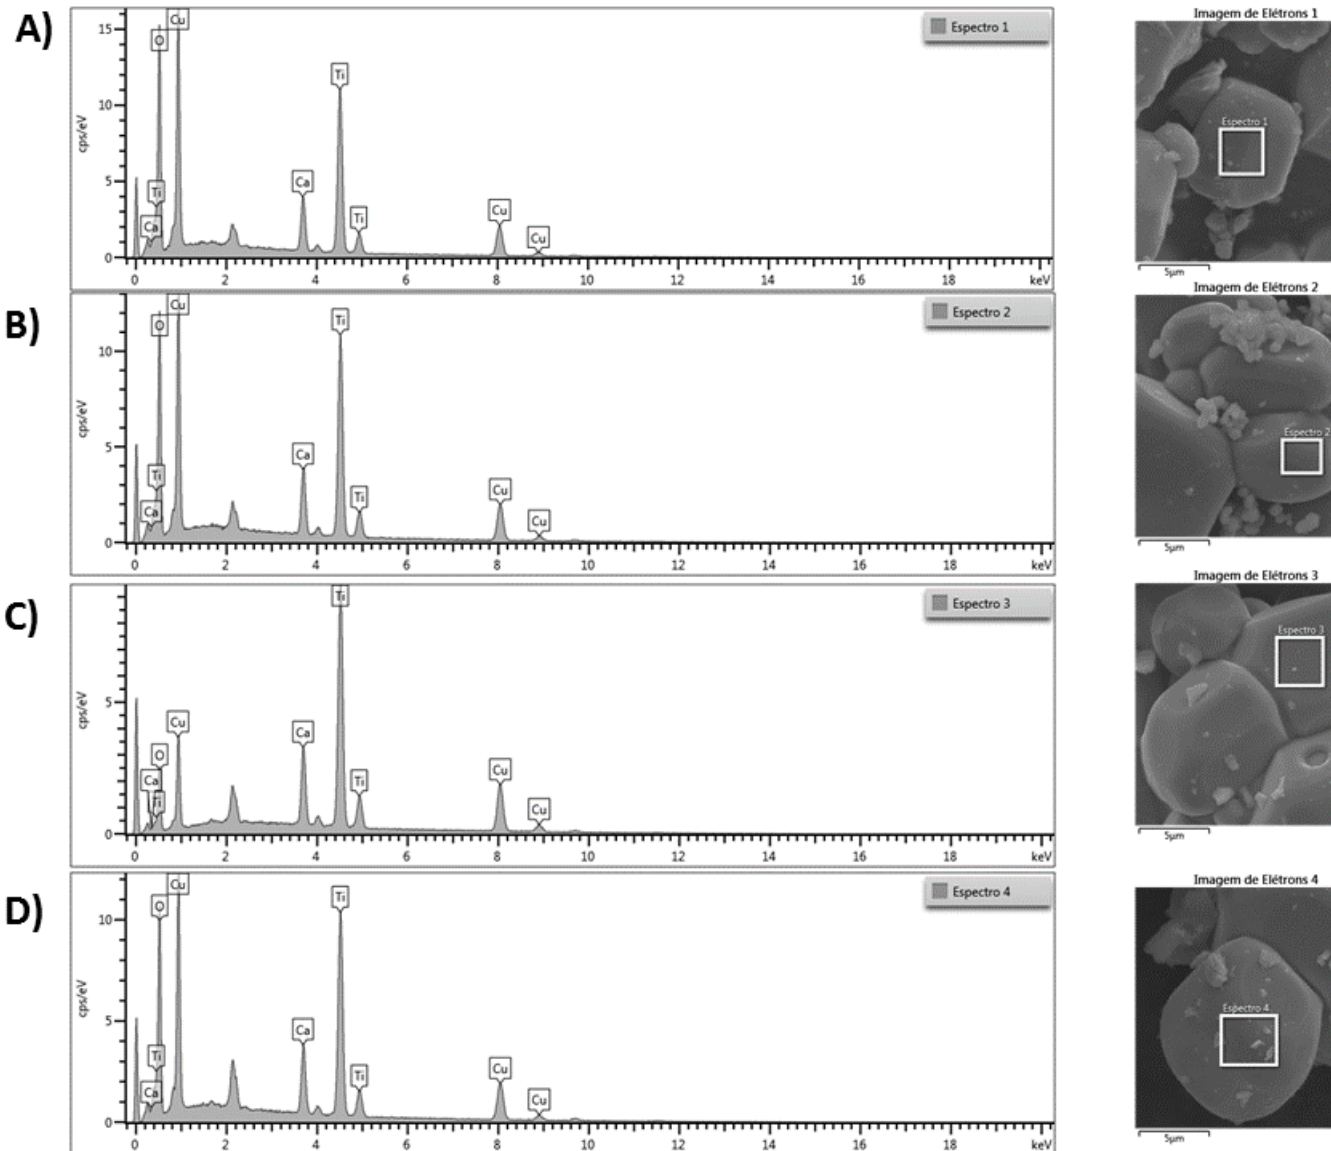 A)
Espectro 1
cps/eV
15
10
5
0
Cu
O
Ti
Ca
Ca
Ti
Ti
Cu
Cu
0 2 4 6 8 10 12 14 16 18 keV
Imagem de Elétrons 1
Espectro 1
5µm
B)
Espectro 2
cps/eV
10
5
0
Cu
O
Ti
Ca
Ca
Ti
Ti
Cu
Cu
0 2 4 6 8 10 12 14 16 18 keV
Imagem de Elétrons 2
Espectro 2
5µm
C)
Espectro 3
cps/eV
5
0
Cu
O
Ca
Ti
Ca
Ti
Ti
Cu
Cu
0 2 4 6 8 10 12 14 16 18 keV
Imagem de Elétrons 3
Espectro 3
5µm
D)
Espectro 4
cps/eV
10
5
0
Cu
O
Ti
Ca
Ca
Ti
Ti
Cu
Cu
0 2 4 6 8 10 12 14 16 18 keV
Imagem de Elétrons 4
Espectro 4
5µm